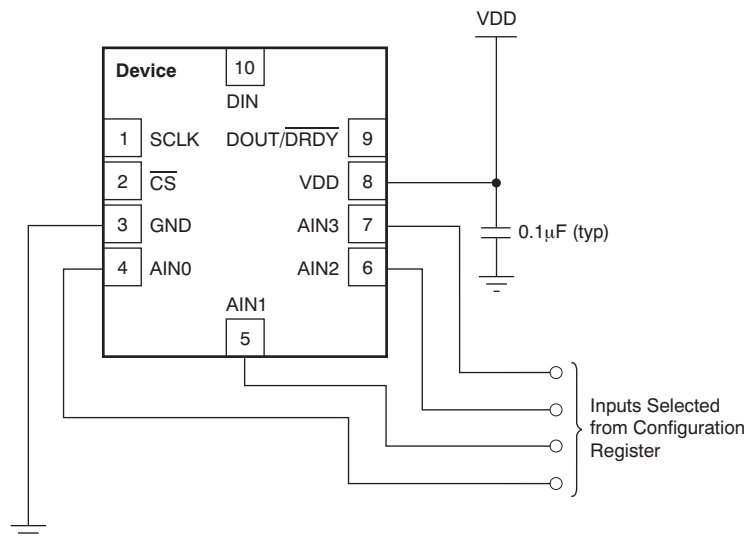 VDD
Device
10
DIN
1 SCLK DOUT/DRDY 9
2 CS VDD 8
3 GND AIN3 7
4 AIN0 AIN2 6
AIN1
5
0.1μF (typ)
Inputs Selected
from Configuration
Register